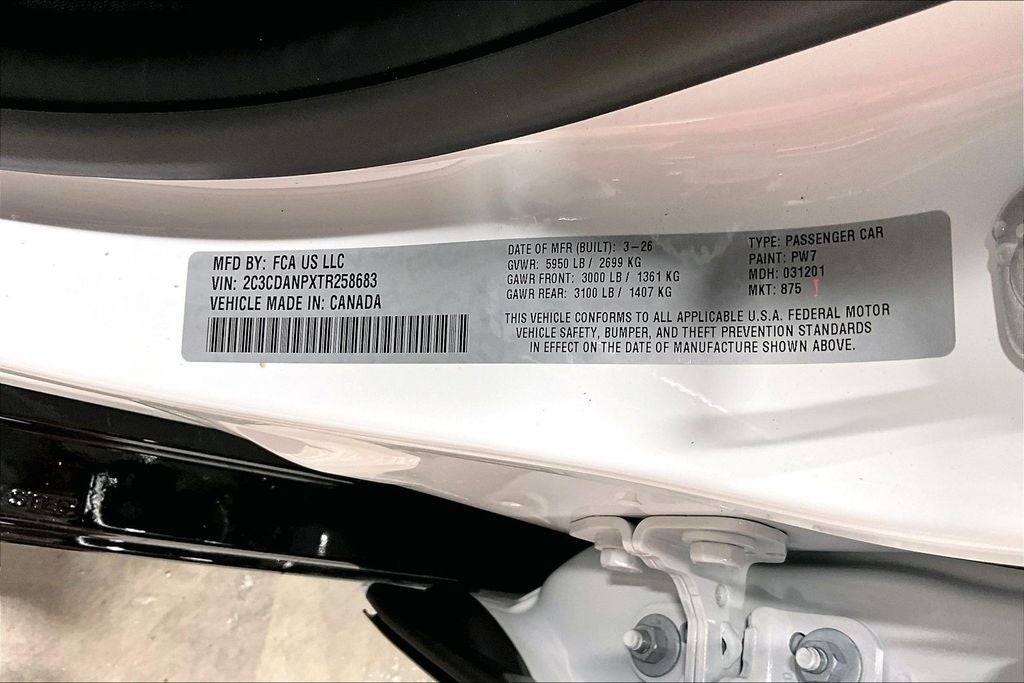 MFD BY: FCA US LLC
VIN: 2C3CDANPXTR258683
VEHICLE MADE IN: CANADA
DATE OF MFR (BUILT): 3-26
GVWR: 5950 LB / 2699 KG
GAWR FRONT: 3000 LB / 1361 KG
GAWR REAR: 3100 LB / 1407 KG
TYPE: PASSENGER CAR
PAINT: PW7
MDH: 031201
MKT: 875
THIS VEHICLE CONFORMS TO ALL APPLICABLE U.S.A. FEDERAL MOTOR
VEHICLE SAFETY, BUMPER, AND THEFT PREVENTION STANDARDS
IN EFFECT ON THE DATE OF MANUFACTURE SHOWN ABOVE.